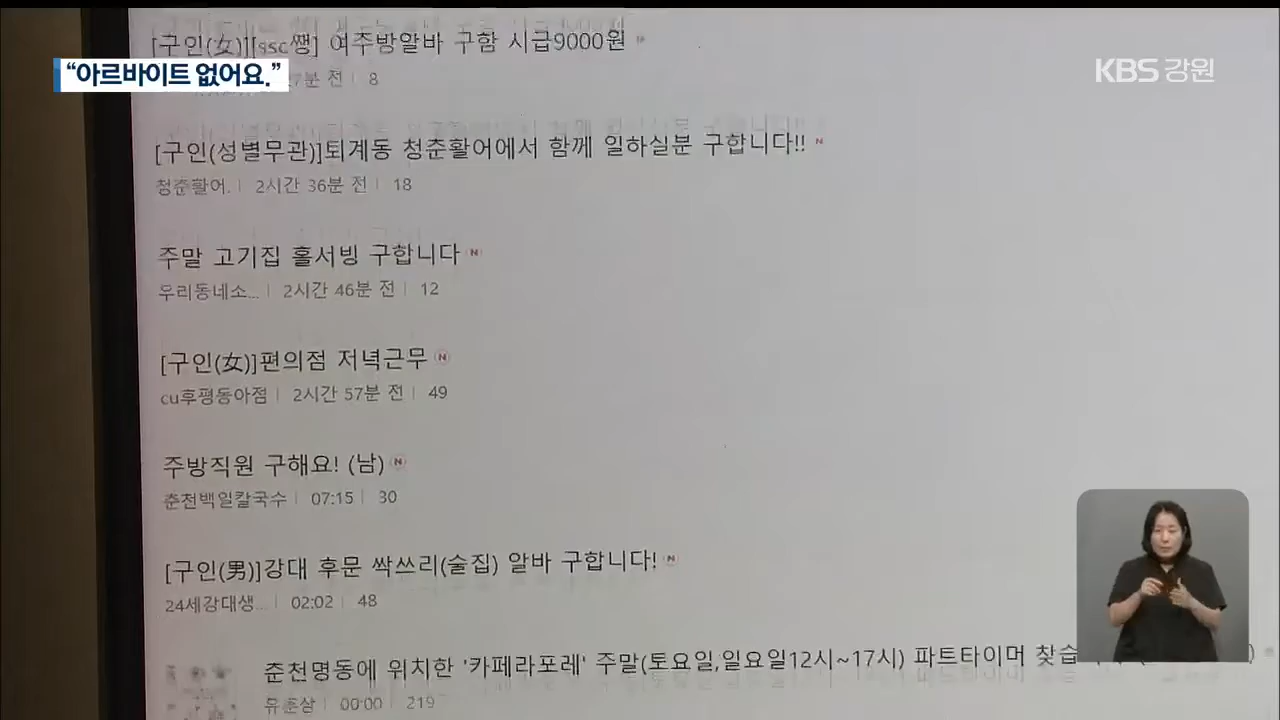 [구인(女)][ssc쨍] 여주방알바 구함 시급9000원
KBS 강원
“아르바이트 없어요.”
7분 전 | 8
[구인(성별무관)]퇴계동 청춘활어에서 함께 일하실분 구합니다!! N
청춘활어. | 2시간 36분 전 | 18
주말 고기집 홀서빙 구합니다 N
우리동네소... | 2시간 46분 전 | 12
[구인(女)]편의점 저녁근무 N
cu후평동아점 | 2시간 57분 전 | 49
주방직원 구해요! (남) N
춘천백일칼국수 | 07:15 | 30
[구인(男)]강대 후문 싹쓰리(술집) 알바 구합니다! N
24세강대생... | 02:02 | 48
춘천명동에 위치한 '카페라포레' 주말(토요일,일요일12시~17시) 파트타이머 찾습
유춘상 | 00:00 | 219